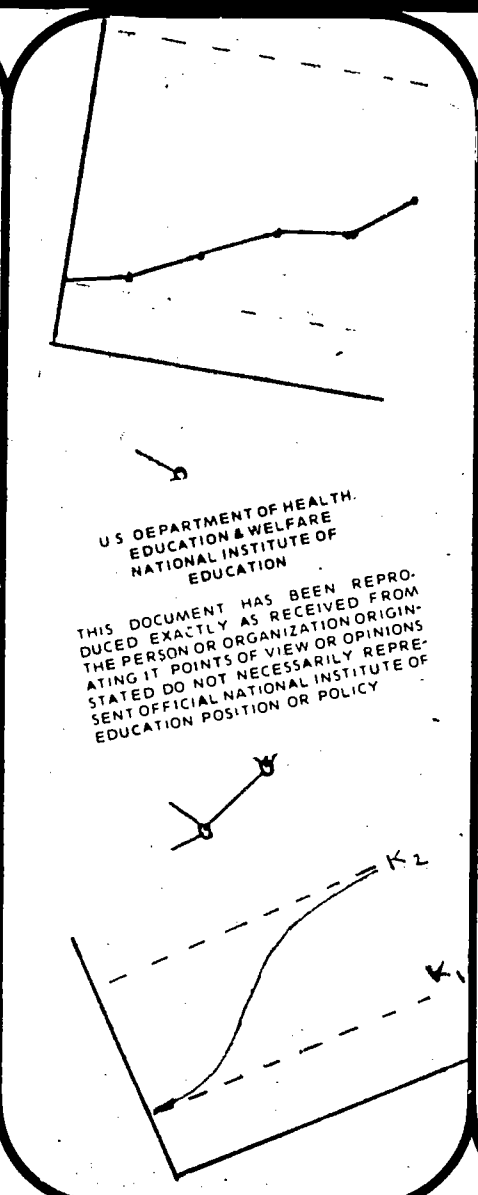 U S DEPARTMENT OF HEALTH.
EDUCATION & WELFARE
NATIONAL INSTITUTE OF
EDUCATION
THIS DOCUMENT HAS BEEN REPRO-
DUCED EXACTLY AS RECEIVED FROM
THE PERSON OR ORGANIZATION ORIGIN-
ATING IT POINTS OF VIEW OR OPINIONS
STATED DO NOT NECESSARILY REPRE-
SENT OFFICIAL NATIONAL INSTITUTE OF
EDUCATION POSITION OR POLICY
K2
K1